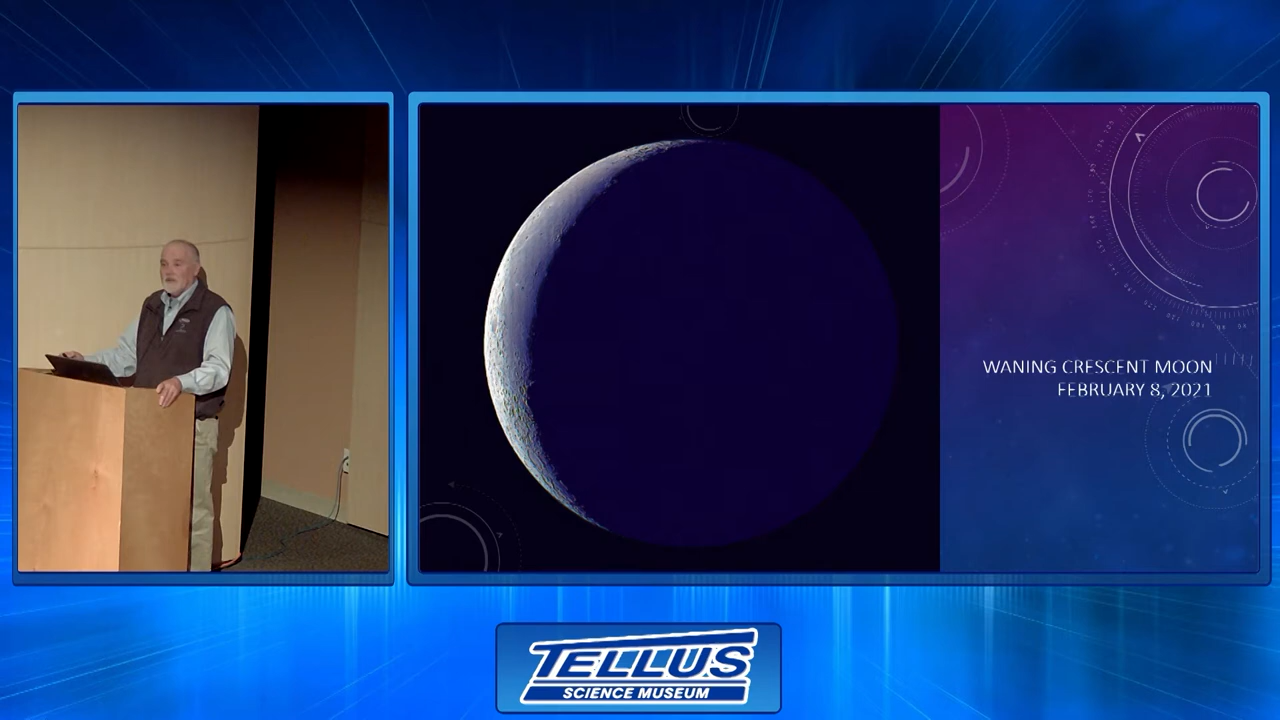 WANING CRESCENT MOON
FEBRUARY 8, 2021
TELLUS
SCIENCE MUSEUM